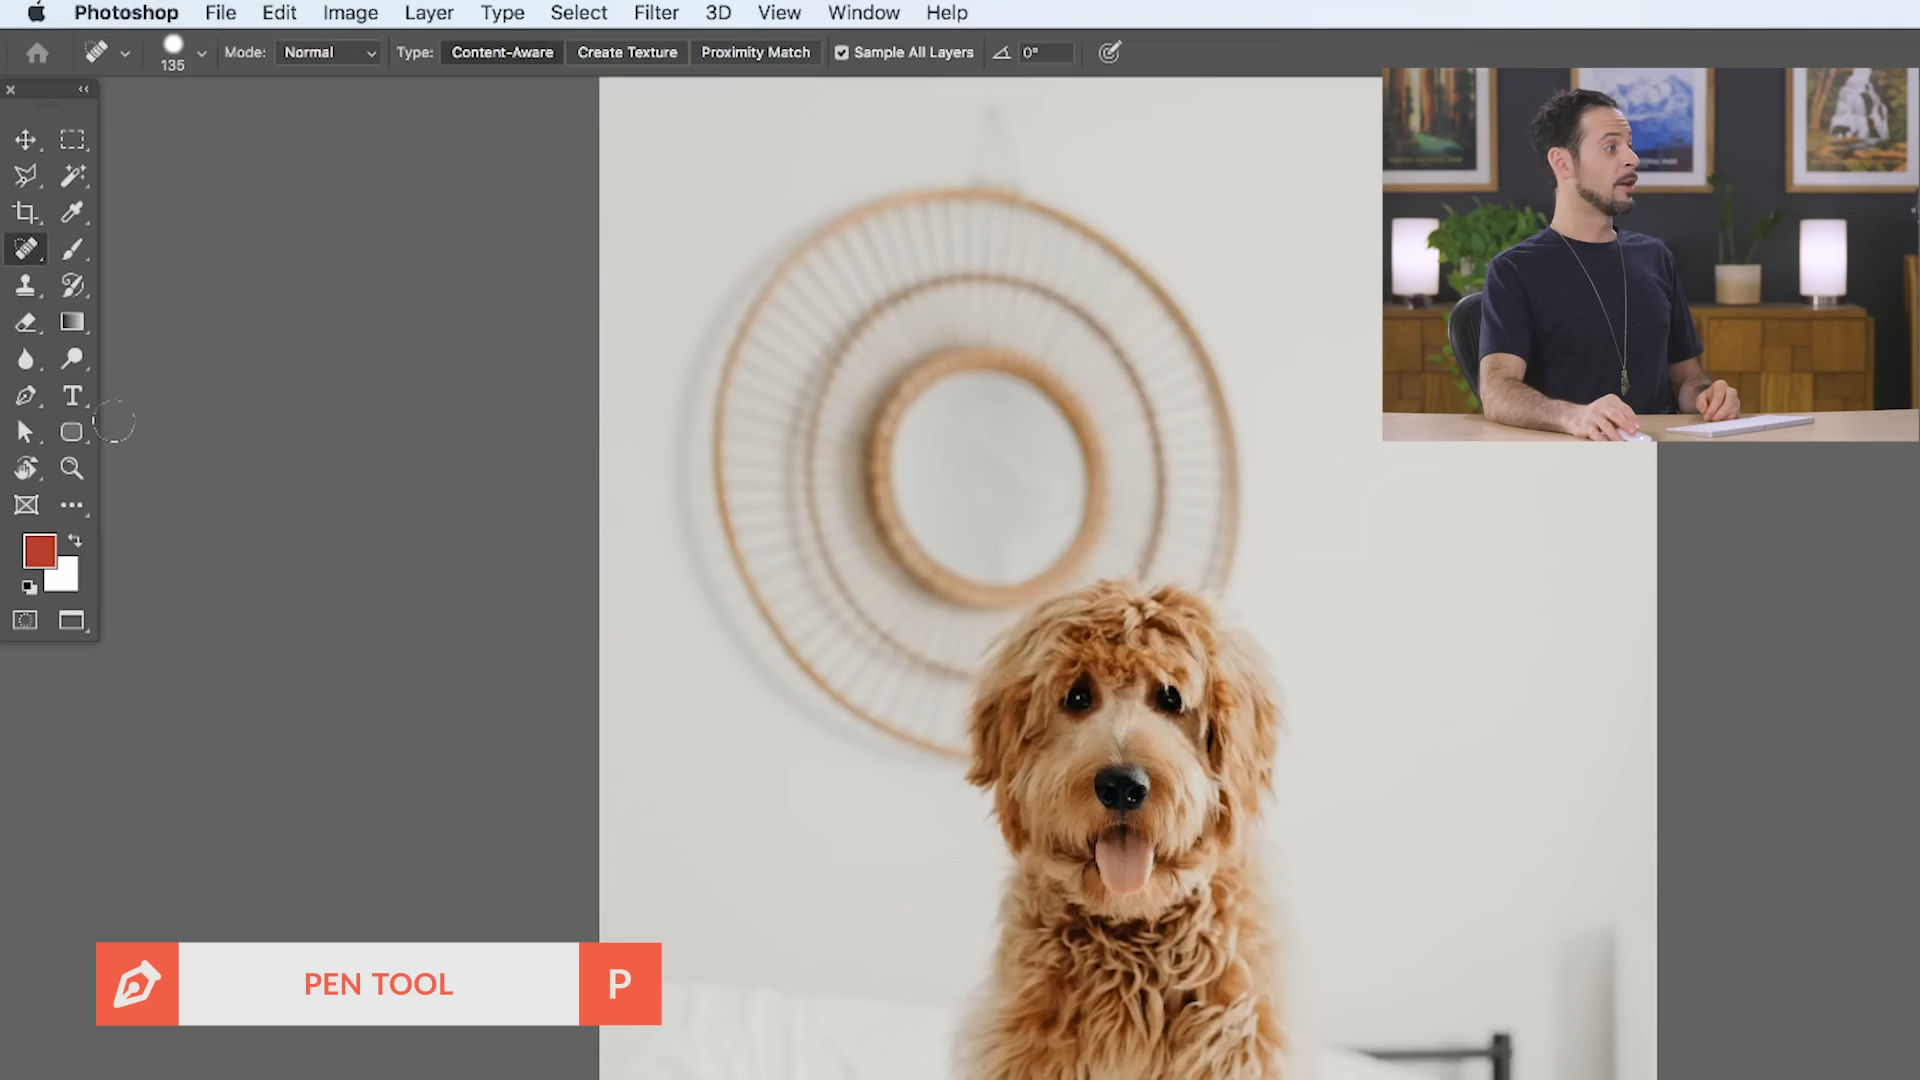 Photoshop File Edit Image Layer Type Select Filter 3D View Window Help
135 Mode: Normal Type: Content-Aware Create Texture Proximity Match Sample All Layers 0°
T
PEN TOOL P